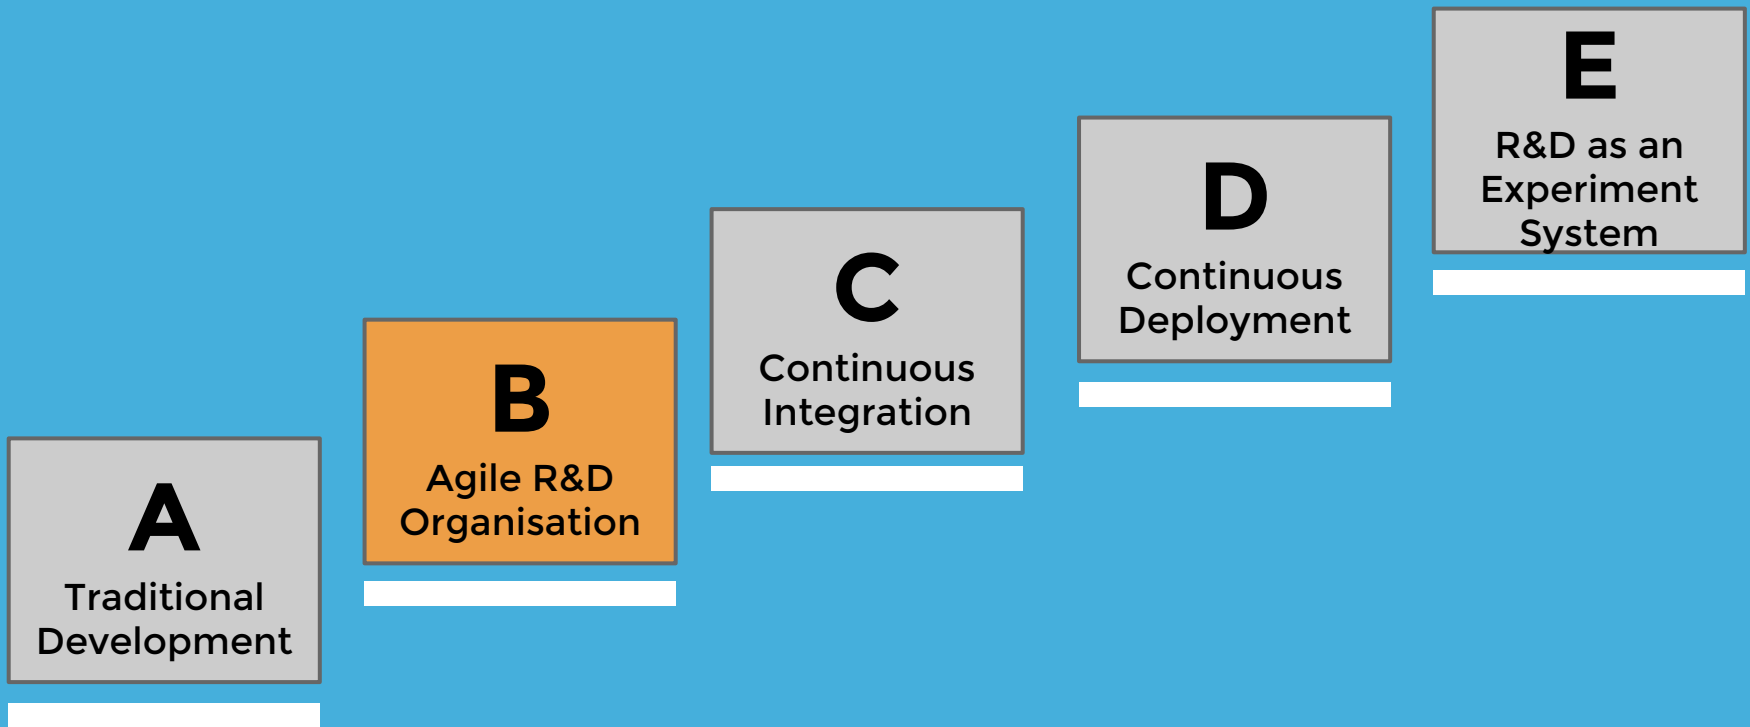 A
Traditional
Development
B
Agile R&D
Organisation
C
Continuous
Integration
D
Continuous
Deployment
E
R&D as an
Experiment
System